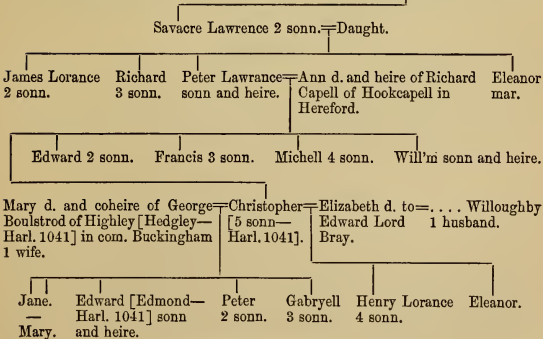 Savacre Lawrence 2 sonn.=Daught.
James Lorance
2 sonn.
Richard
3 sonn.
Peter Lawrance=Ann d. and heire of Richard
sonn and heire. Capell of Hookcapell in
Hereford.
Eleanor
mar.
Edward 2 sonn. Francis 3 sonn. Michell 4 sonn. Will'm sonn and heire.
Mary d. and coheire of George=Christopher=Elizabeth d. to=.... Willoughby
Boulstrod of Highley [Hedgley— [5 sonn— Edward Lord 1 husband.
Harl. 1041] in com. Buckingham Harl. 1041]. Bray.
1 wife.
Jane. Edward [Edmond— Peter Gabryell Henry Lorance Eleanor.
— Harl. 1041] sonn 2 sonn. 3 sonn. 4 sonn.
Mary. and heire.